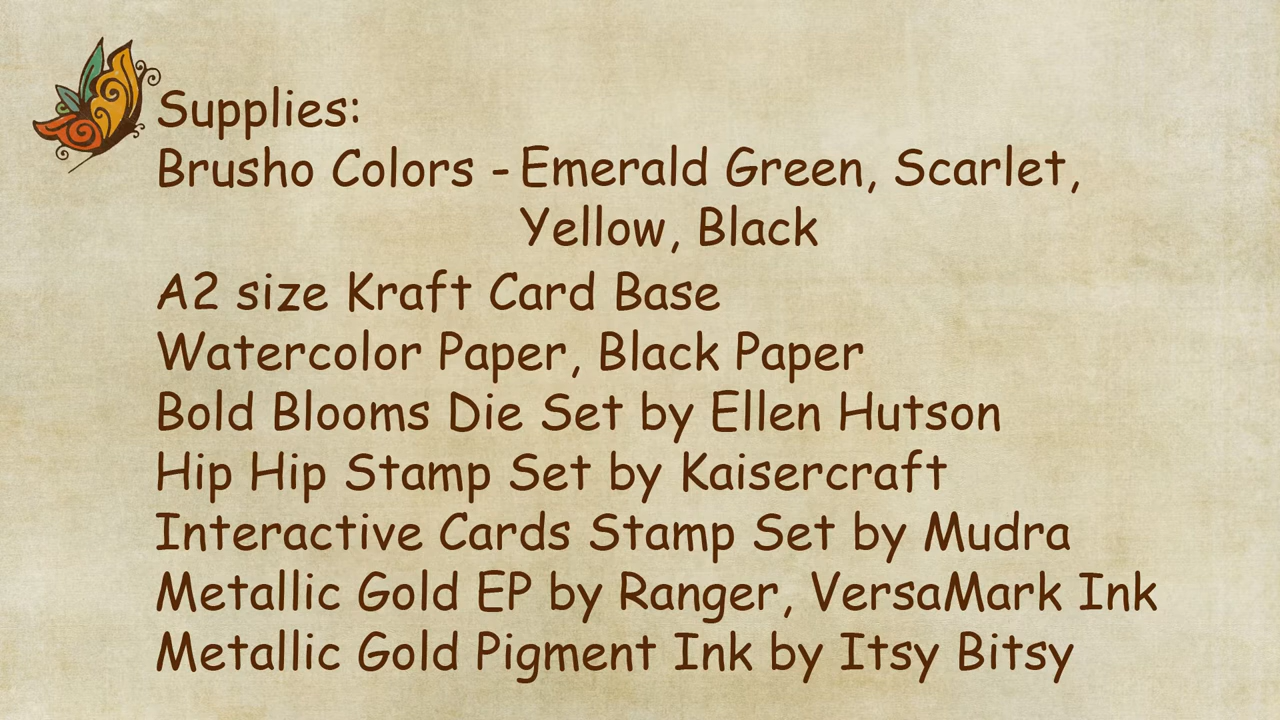 Supplies:
Brusho Colors - Emerald Green, Scarlet,
Yellow, Black
A2 size Kraft Card Base
Watercolor Paper, Black Paper
Bold Blooms Die Set by Ellen Hutson
Hip Hip Stamp Set by Kaisercraft
Interactive Cards Stamp Set by Mudra
Metallic Gold EP by Ranger, VersaMark Ink
Metallic Gold Pigment Ink by Itsy Bitsy